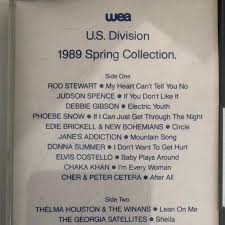 wea
U.S. Division
1989 Spring Collection.
Side One
ROD STEWART • My Heart Can't Tell You No
JUDSON SPENCE • If You Don't Like It
DEBBIE GIBSON • Electric Youth
PHOEBE SNOW • If I Can Just Get Through The Night
EDIE BRICKELL & NEW BOHEMIANS • Circle
JANE'S ADDICTION • Mountain Song
DONNA SUMMER • I Don't Want To Get Hurt
ELVIS COSTELLO • Baby Plays Around
CHAKA KHAN • I'm Every Woman
CHER & PETER CETERA • After All
Side Two
THELMA HOUSTON & THE WINANS • Lean On Me
THE GEORGIA SATELLITES • Sheila